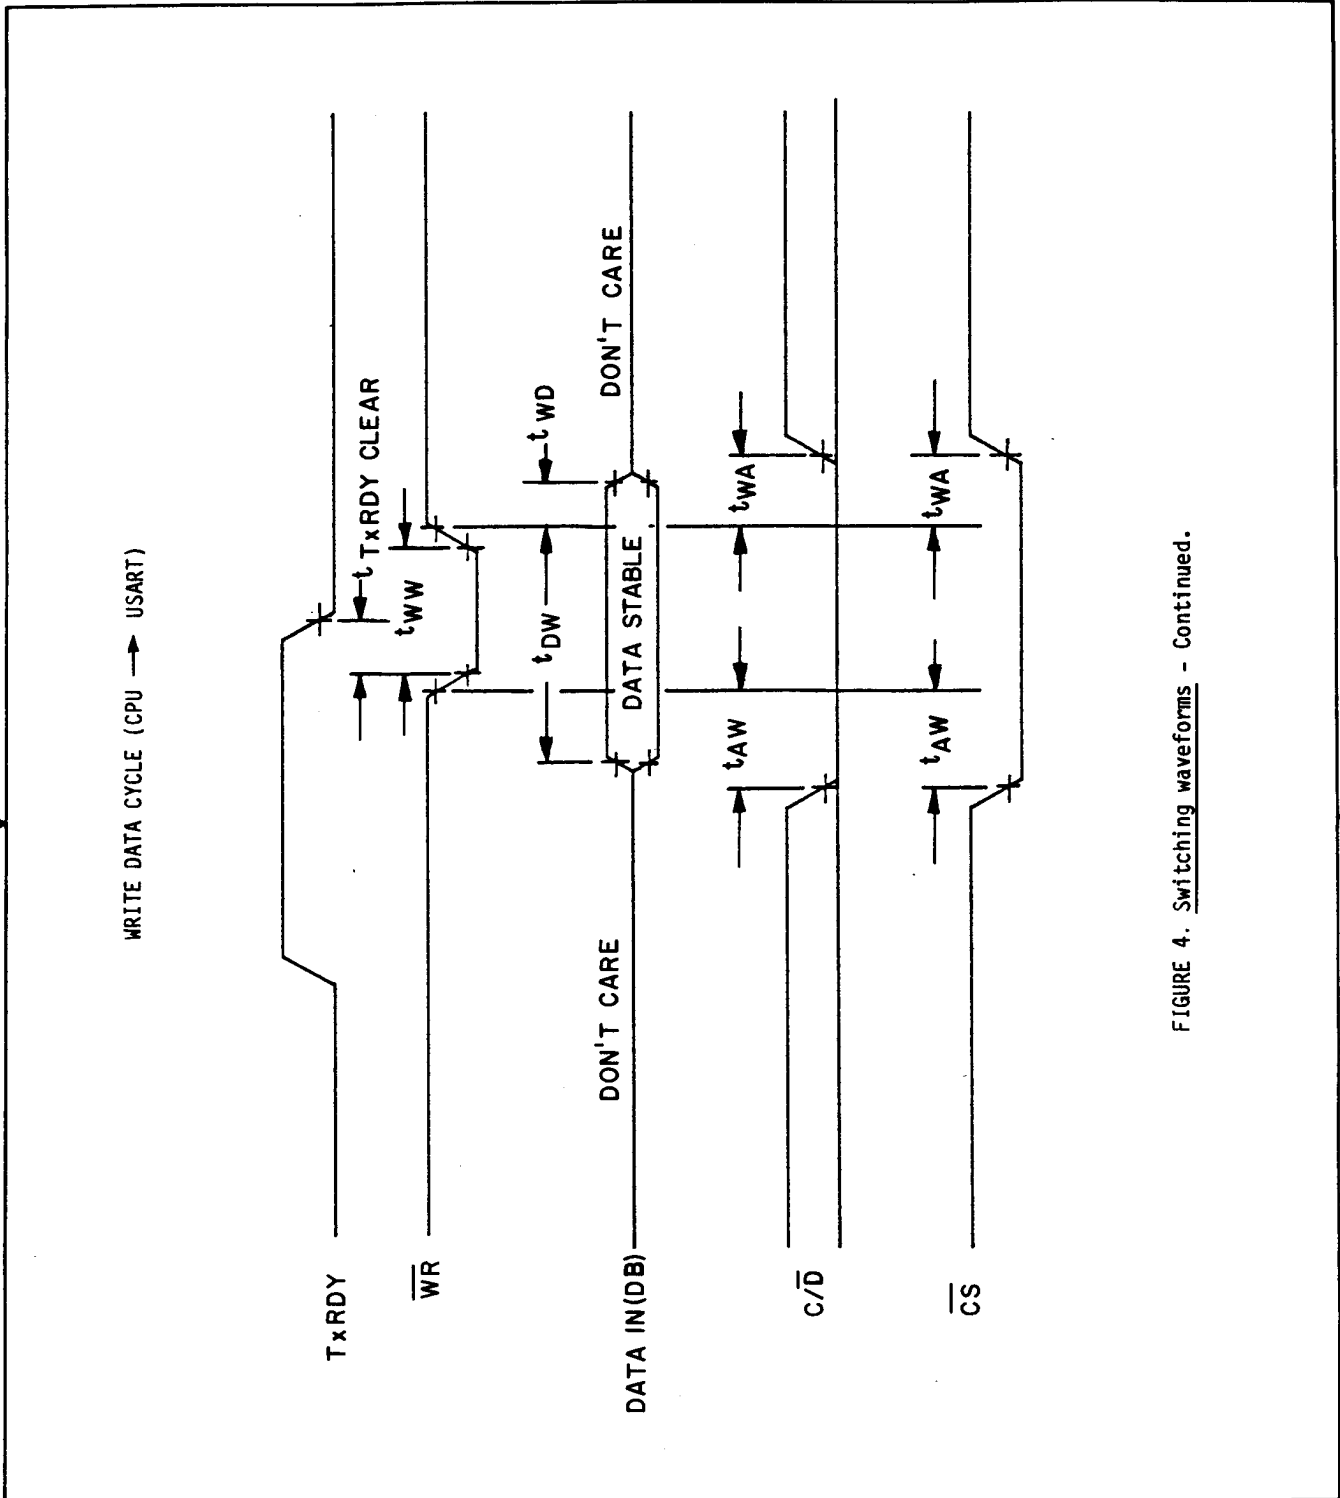 WRITE DATA CYCLE (CPU → USART)
TxRDY
tTxRDY CLEAR
WR
tWW
tDW
tWD
DATA IN(DB)
DON'T CARE
DATA STABLE
DON'T CARE
C/D
tAW
tWA
CS
tAW
tWA
FIGURE 4. Switching waveforms - Continued.